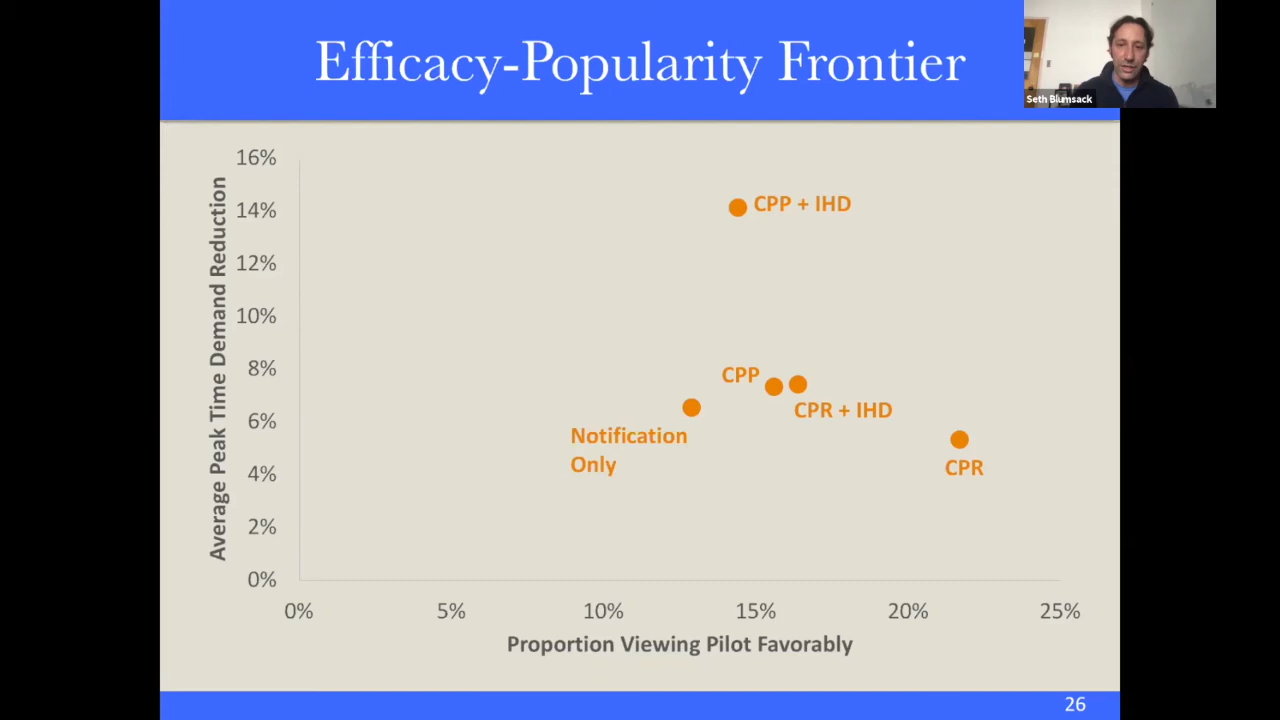 Efficacy-Popularity Frontier
Seth Blumsack
16%
14%
12%
10%
8%
6%
4%
2%
0%
Average Peak Time Demand Reduction
CPP + IHD
CPP
CPR + IHD
Notification
Only
CPR
0%
5%
10%
15%
20%
25%
Proportion Viewing Pilot Favorably
26